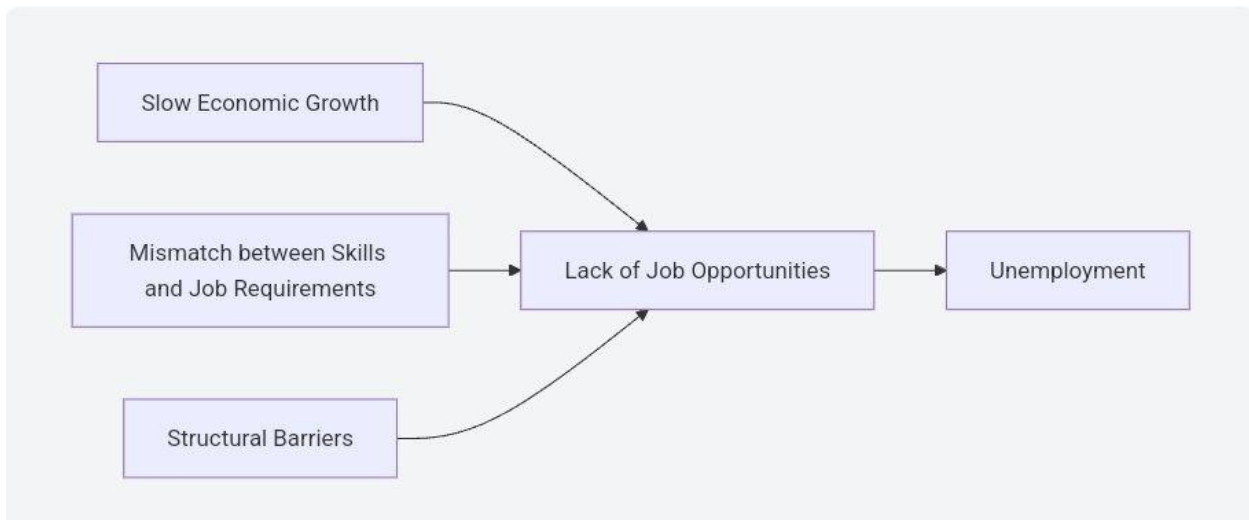 Slow Economic Growth
Mismatch between Skills
and Job Requirements
Lack of Job Opportunities
Unemployment
Structural Barriers